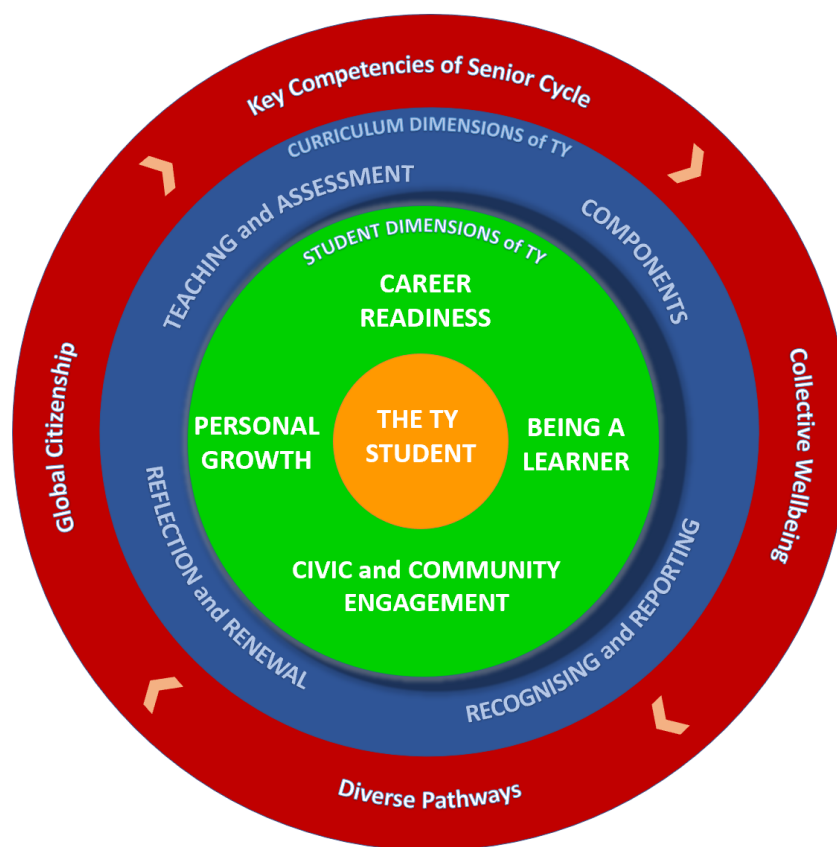 Key Competencies of Senior Cycle
CURRICULUM DIMENSIONS of TY
TEACHING and ASSESSMENT
COMPONENTS
STUDENT DIMENSIONS of TY
CAREER
READINESS
Global Citizenship
Collective Wellbeing
PERSONAL
GROWTH
THE TY
STUDENT
BEING A
LEARNER
REFLECTION and RENEWAL
RECOGNISING and REPORTING
CIVIC and COMMUNITY
ENGAGEMENT
Diverse Pathways